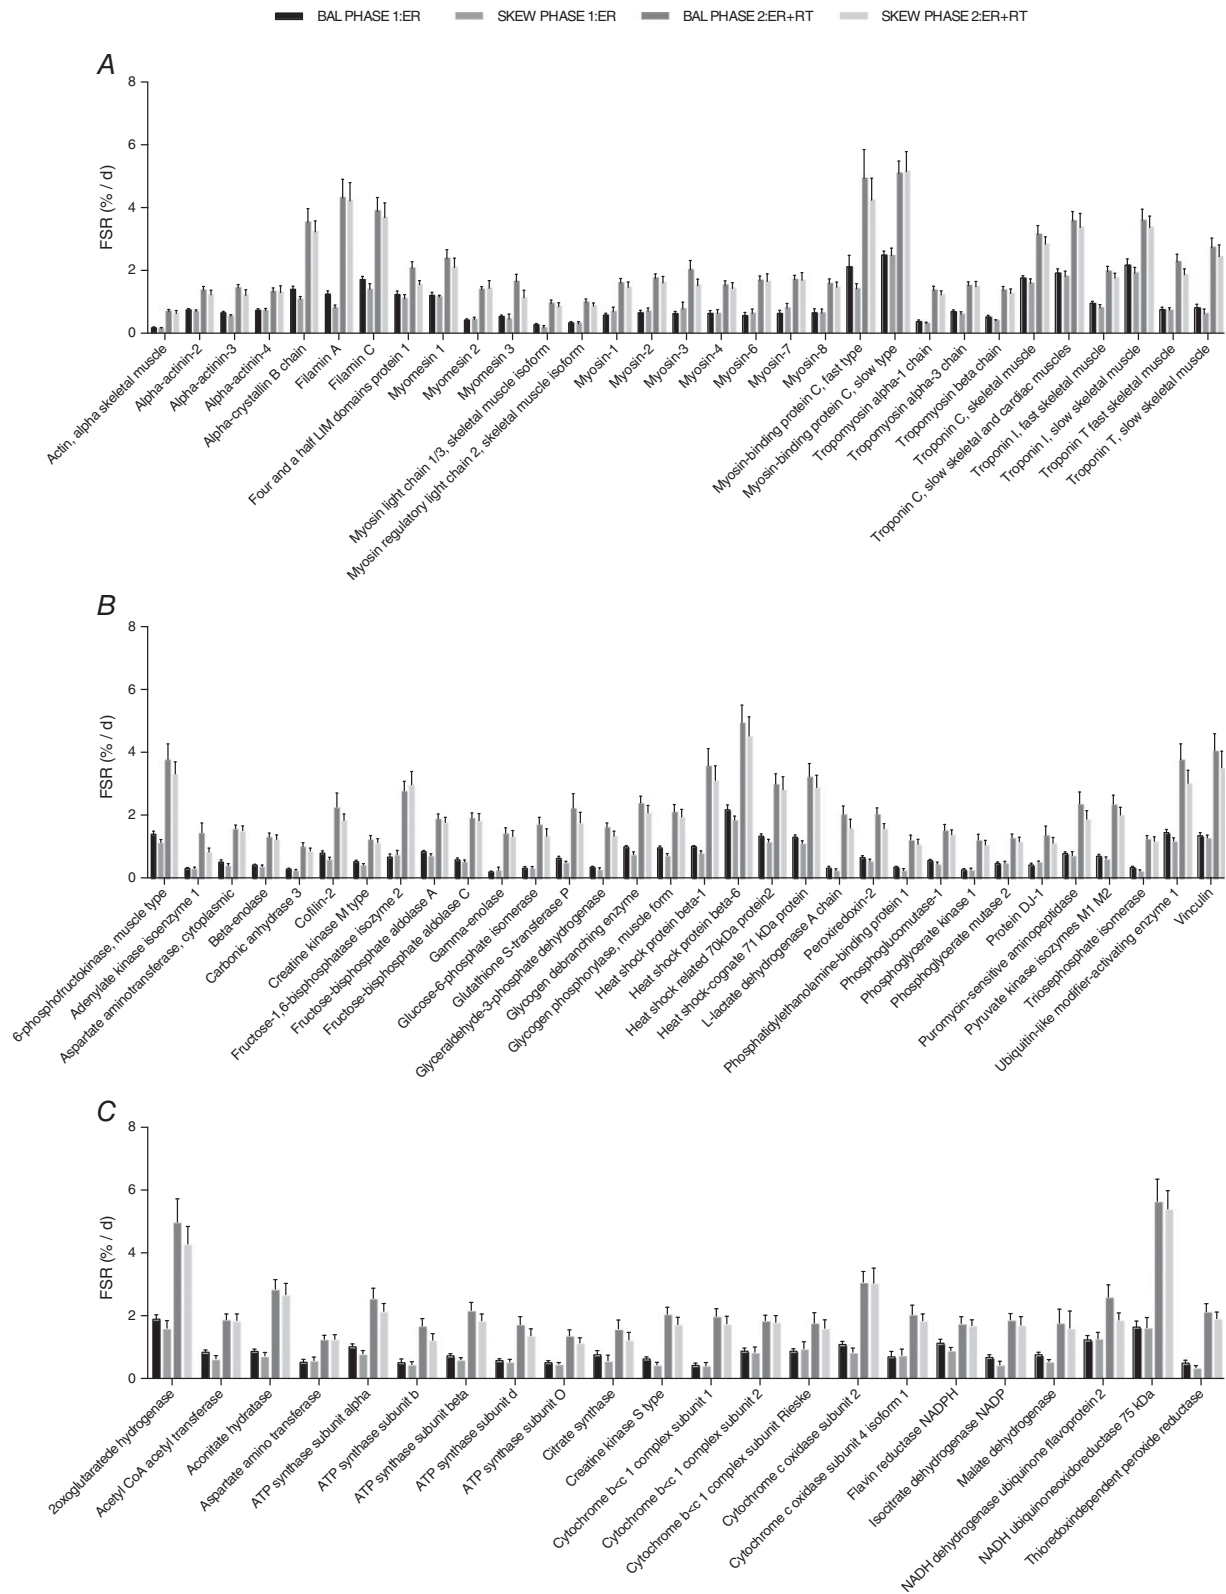 BAL PHASE 1:ER SKEW PHASE 1:ER BAL PHASE 2:ER+RT SKEW PHASE 2:ER+RT
A
8
6
4
2
0
FSR (% / d)
Actin, alpha skeletal muscle
Alpha-actinin-2
Alpha-actinin-3
Alpha-actinin-4
Alpha-crystallin B chain
Filamin A
Filamin C
Four and a half LIM domains protein 1
Myomesin 1
Myomesin 2
Myomesin 3
Myosin light chain 1/3, skeletal muscle isoform
Myosin regulatory light chain 2, skeletal muscle isoform
Myosin-1
Myosin-2
Myosin-3
Myosin-4
Myosin-6
Myosin-7
Myosin-8
Myosin-binding protein C, fast type
Myosin-binding protein C, slow type
Tropomyosin alpha-1 chain
Tropomyosin alpha-3 chain
Tropomyosin beta chain
Troponin C, skeletal muscle
Troponin C, slow skeletal and cardiac muscles
Troponin I, fast skeletal muscle
Troponin I, slow skeletal muscle
Troponin T fast skeletal muscle
Troponin T, slow skeletal muscle
B
8
6
4
2
0
FSR (% / d)
6-phosphofructokinase, muscle type
Adenylate kinase isoenzyme 1
Aspartate aminotransferase, cytoplasmic
Beta-enolase
Carbonic anhydrase 3
Cofilin-2
Creatine kinase M type
Fructose-1,6-bisphosphatase isozyme 2
Fructose-bisphosphate aldolase A
Fructose-bisphosphate aldolase C
Gamma-enolase
Glucose-6-phosphate isomerase
Glutathione S-transferase P
Glyceraldehyde-3-phosphate dehydrogenase
Glycogen debranching enzyme
Glycogen phosphorylase, muscle form
Heat shock protein beta-1
Heat shock protein beta-6
Heat shock related 70kDa protein2
Heat shock-cognate 71 kDa protein
L-lactate dehydrogenase A chain
Peroxiredoxin-2
Phosphatidylethanolamine-binding protein 1
Phosphoglucomutase-1
Phosphoglycerate kinase 1
Phosphoglycerate mutase 2
Protein DJ-1
Puromycin-sensitive aminopeptidase
Pyruvate kinase isozymes M1 M2
Triosephosphate isomerase
Ubiquitin-like modifier-activating enzyme 1
Vinculin
C
8
6
4
2
0
FSR (% / d)
2oxoglutarate hydrogenase
Acetyl CoA acetyl transferase
Aconitate hydratase
Aspartate amino transferase
ATP synthase subunit alpha
ATP synthase subunit b
ATP synthase subunit beta
ATP synthase subunit d
ATP synthase subunit O
Citrate synthase
Creatine kinase S type
Cytochrome b<c 1 complex subunit 1
Cytochrome b<c 1 complex subunit 2
Cytochrome b<c 1 complex subunit Rieske
Cytochrome c oxidase subunit 2
Cytochrome c oxidase subunit 4 isoform 1
Flavin reductase NADPH
Isocitrate dehydrogenase NADP
Malate dehydrogenase
NADH dehydrogenase ubiquinone flavoprotein 2
NADH ubiquinoneoxidoreductase 75 kDa
Thioredoxindependent peroxide reductase